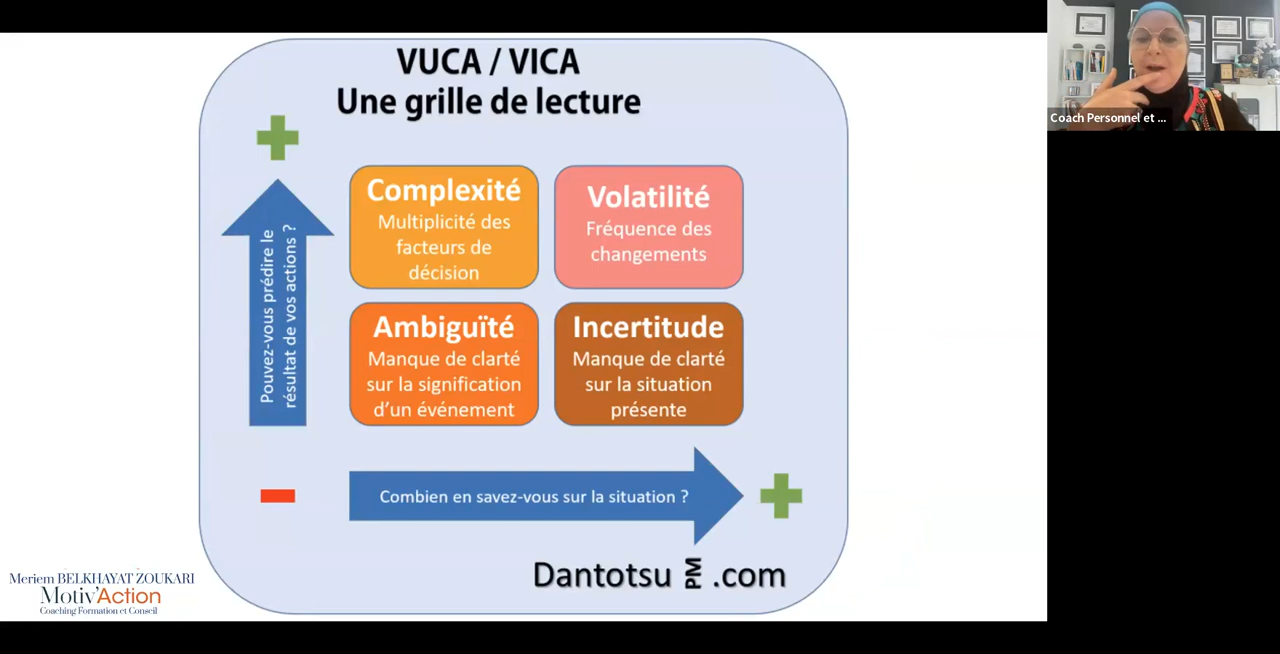 VUCA / VICA
Une grille de lecture
Complexité
Multiplicité des
facteurs de
décision
Volatilité
Fréquence des
changements
Pouvez-vous prédire le
résultat de vos actions ?
Ambiguïté
Manque de clarté
sur la signification
d’un événement
Incertitude
Manque de clarté
sur la situation
présente
Combien en savez-vous sur la situation ?
Dantotsu PM .com
Meriem BELKHAYAT ZOUKARI
Motiv'Action
Coaching Formation et Conseil
Coach Personnel et ...